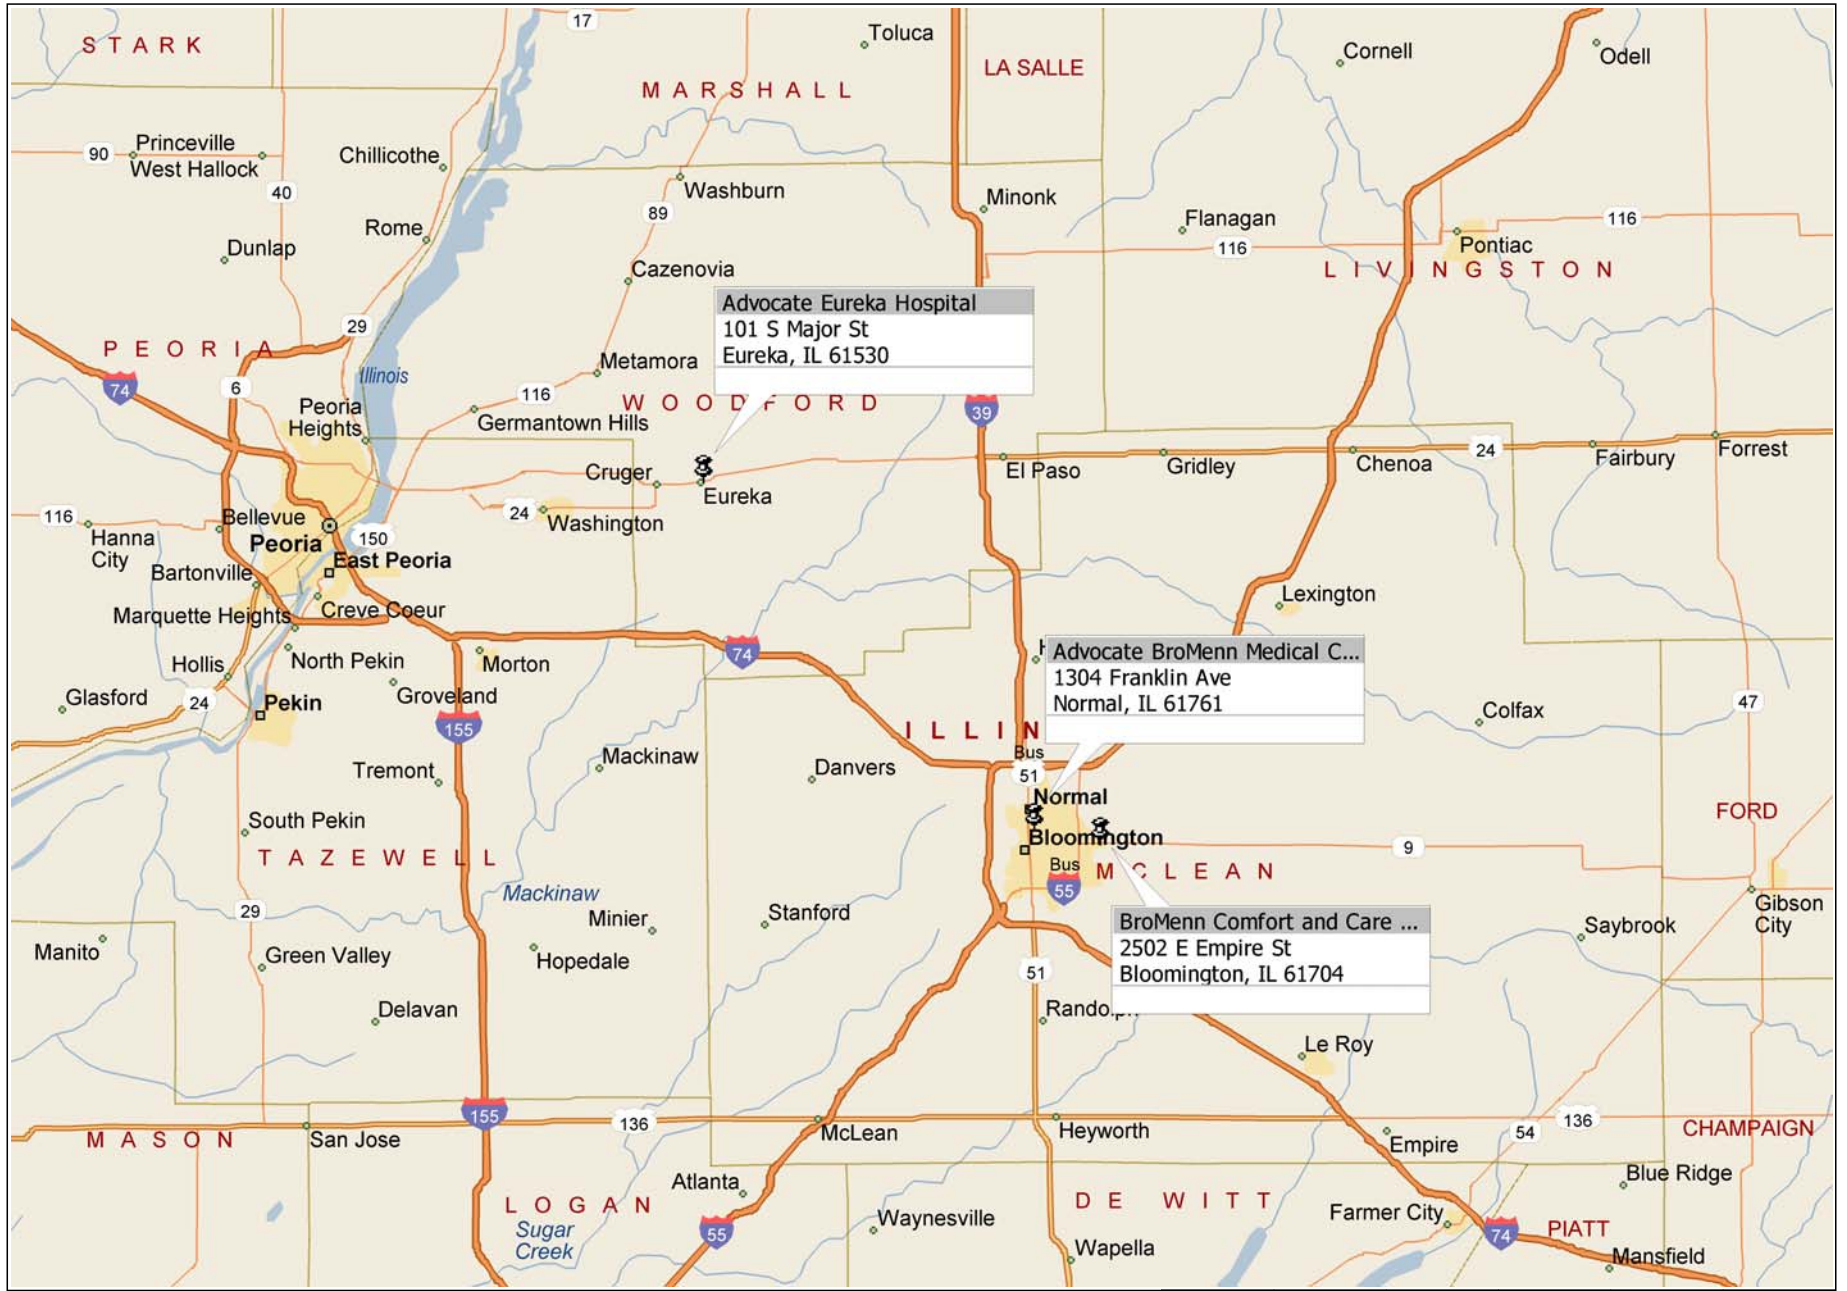 17
Toluca
STARK
LA SALLE
Cornell
Odell
MARSHALL
90
Princeville
West Hallock
Chillicothe
40
Washburn
89
Minonk
Flanagan
116
116
Pontiac
Rome
Dunlap
Cazenovia
LIVINGSTON
Advocate Eureka Hospital
101 S Major St
Eureka, IL 61530
29
PEORIA
74
6
Illinois
Metamora
116
WOODFORD
39
Peoria
Heights
Germantown Hills
24
Forrest
Fairbury
Chenoa
Gridley
El Paso
Cruger
Eureka
24
Washington
116
Hanna
City
Bellevue
Peoria
150
East Peoria
Bartonville
Marquette Heights
Creve Coeur
Lexington
Hollis
North Pekin
Morton
74
Advocate BroMenn Medical C...
1304 Franklin Ave
Normal, IL 61761
Glasford
24
Pekin
Groveland
155
Colfax
47
ILLIN
Bus
51
Tremont
Mackinaw
Danvers
Normal
Bloomington
South Pekin
FORD
9
TAZEWELL
Bus
55
MCLEAN
Mackinaw
29
Minier
Stanford
BroMenn Comfort and Care ...
2502 E Empire St
Bloomington, IL 61704
Saybrook
Gibson
City
Manito
Green Valley
Hopedale
51
Delavan
Randolph
Le Roy
155
136
MASON
San Jose
McLean
Heyworth
Empire
54
136
CHAMPAIGN
Atlanta
Blue Ridge
LOGAN
DE WITT
Sugar
Creek
55
Waynesville
Farmer City
74
PIATT
Wapella
Mansfield